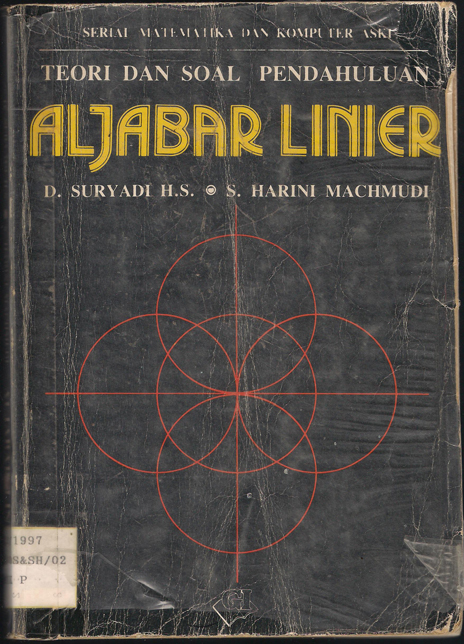 SERIAL MATEMATIKA DAN KOMPUTER ASKI
TEORI DAN SOAL PENDAHULUAN
ALJABAR LINIER
D. SURYADI H.S. S. HARINI MACHMUDI
1997
S&SH/02
P
GI